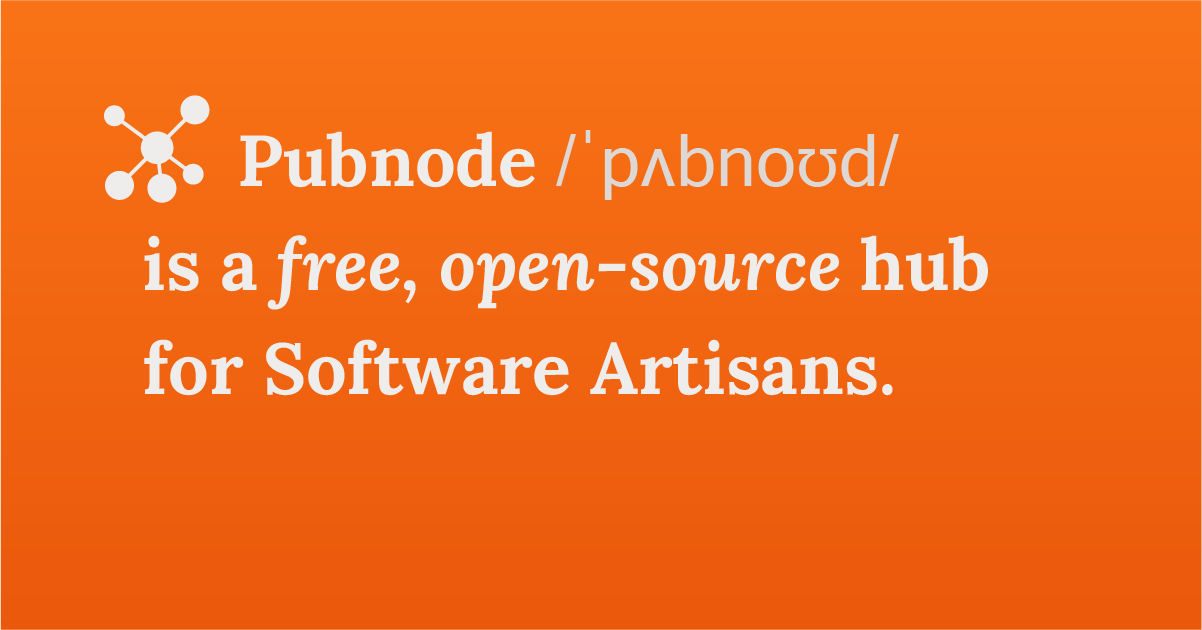 Pubnode /ˈpʌbnoʊd/
is a free, open-source hub
for Software Artisans.